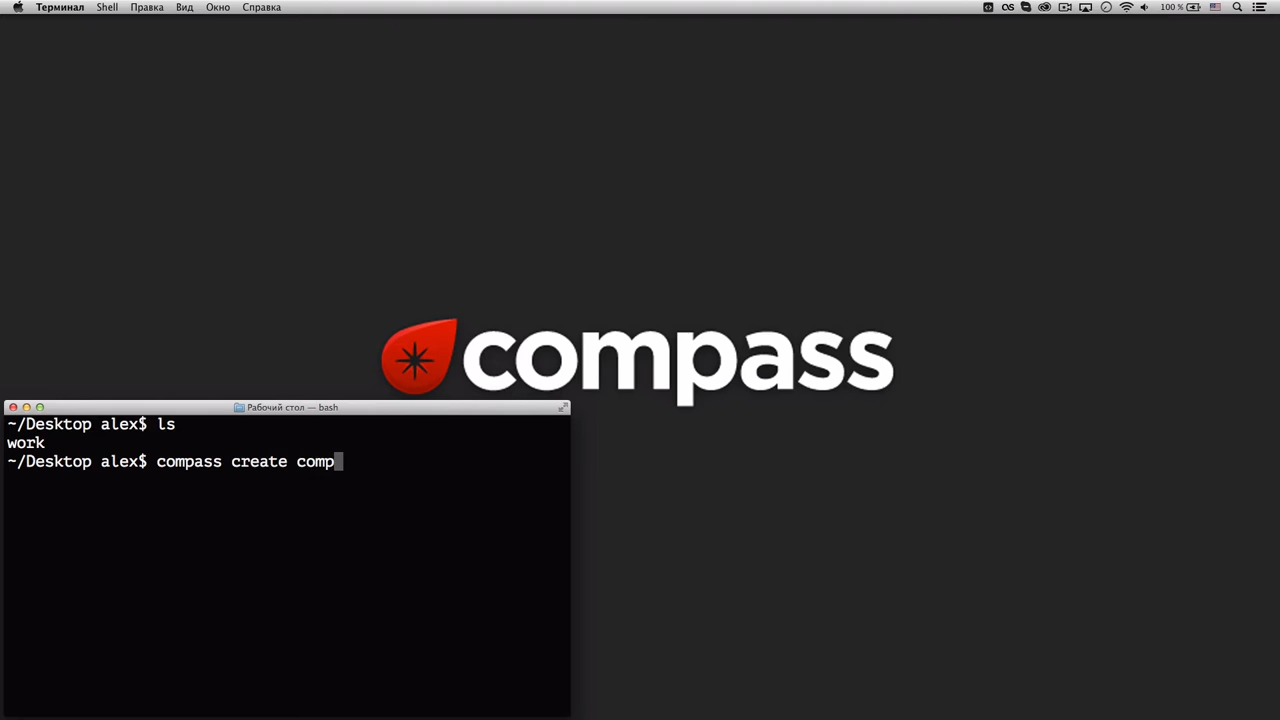 Терминал Shell Правка Вид Окно Справка 100 %
compass
Рабочий стол — bash
~/Desktop alex$ ls
work
~/Desktop alex$ compass create comp